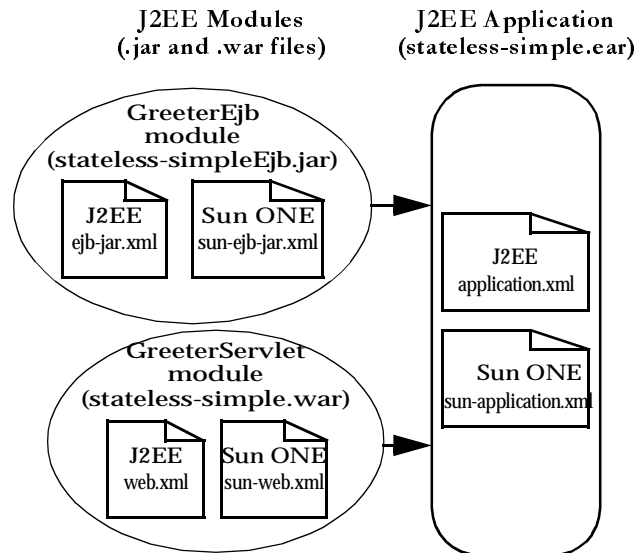 J2EE Modules
(.jar and .war files)
J2EE Application
(stateless-simple.ear)
GreeterEjb
module
(stateless-simpleEjb.jar)
J2EE
ejb-jar.xml
Sun ONE
sun-ejb-jar.xml
J2EE
application.xml
Sun ONE
sun-application.xml
GreeterServlet
module
(stateless-simple.war)
J2EE
web.xml
Sun ONE
sun-web.xml